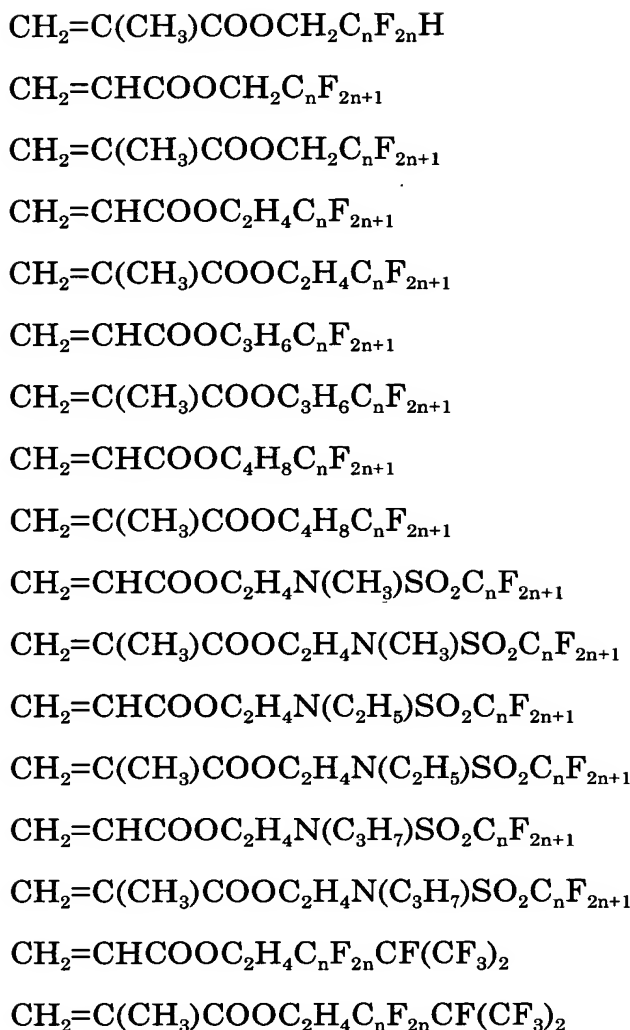 CH₂=C(CH₃)COOCH₂CₙF₂ₙH
CH₂=CHCOOCH₂CₙF₂ₙ₊₁
CH₂=C(CH₃)COOCH₂CₙF₂ₙ₊₁
CH₂=CHCOOC₂H₄CₙF₂ₙ₊₁
CH₂=C(CH₃)COOC₂H₄CₙF₂ₙ₊₁
CH₂=CHCOOC₃H₆CₙF₂ₙ₊₁
CH₂=C(CH₃)COOC₃H₆CₙF₂ₙ₊₁
CH₂=CHCOOC₄H₈CₙF₂ₙ₊₁
CH₂=C(CH₃)COOC₄H₈CₙF₂ₙ₊₁
CH₂=CHCOOC₂H₄N(CH₃)SO₂CₙF₂ₙ₊₁
CH₂=C(CH₃)COOC₂H₄N(CH₃)SO₂CₙF₂ₙ₊₁
CH₂=CHCOOC₂H₄N(C₂H₅)SO₂CₙF₂ₙ₊₁
CH₂=C(CH₃)COOC₂H₄N(C₂H₅)SO₂CₙF₂ₙ₊₁
CH₂=CHCOOC₂H₄N(C₃H₇)SO₂CₙF₂ₙ₊₁
CH₂=C(CH₃)COOC₂H₄N(C₃H₇)SO₂CₙF₂ₙ₊₁
CH₂=CHCOOC₂H₄CₙF₂ₙCF(CF₃)₂
CH₂=C(CH₃)COOC₂H₄CₙF₂ₙCF(CF₃)₂